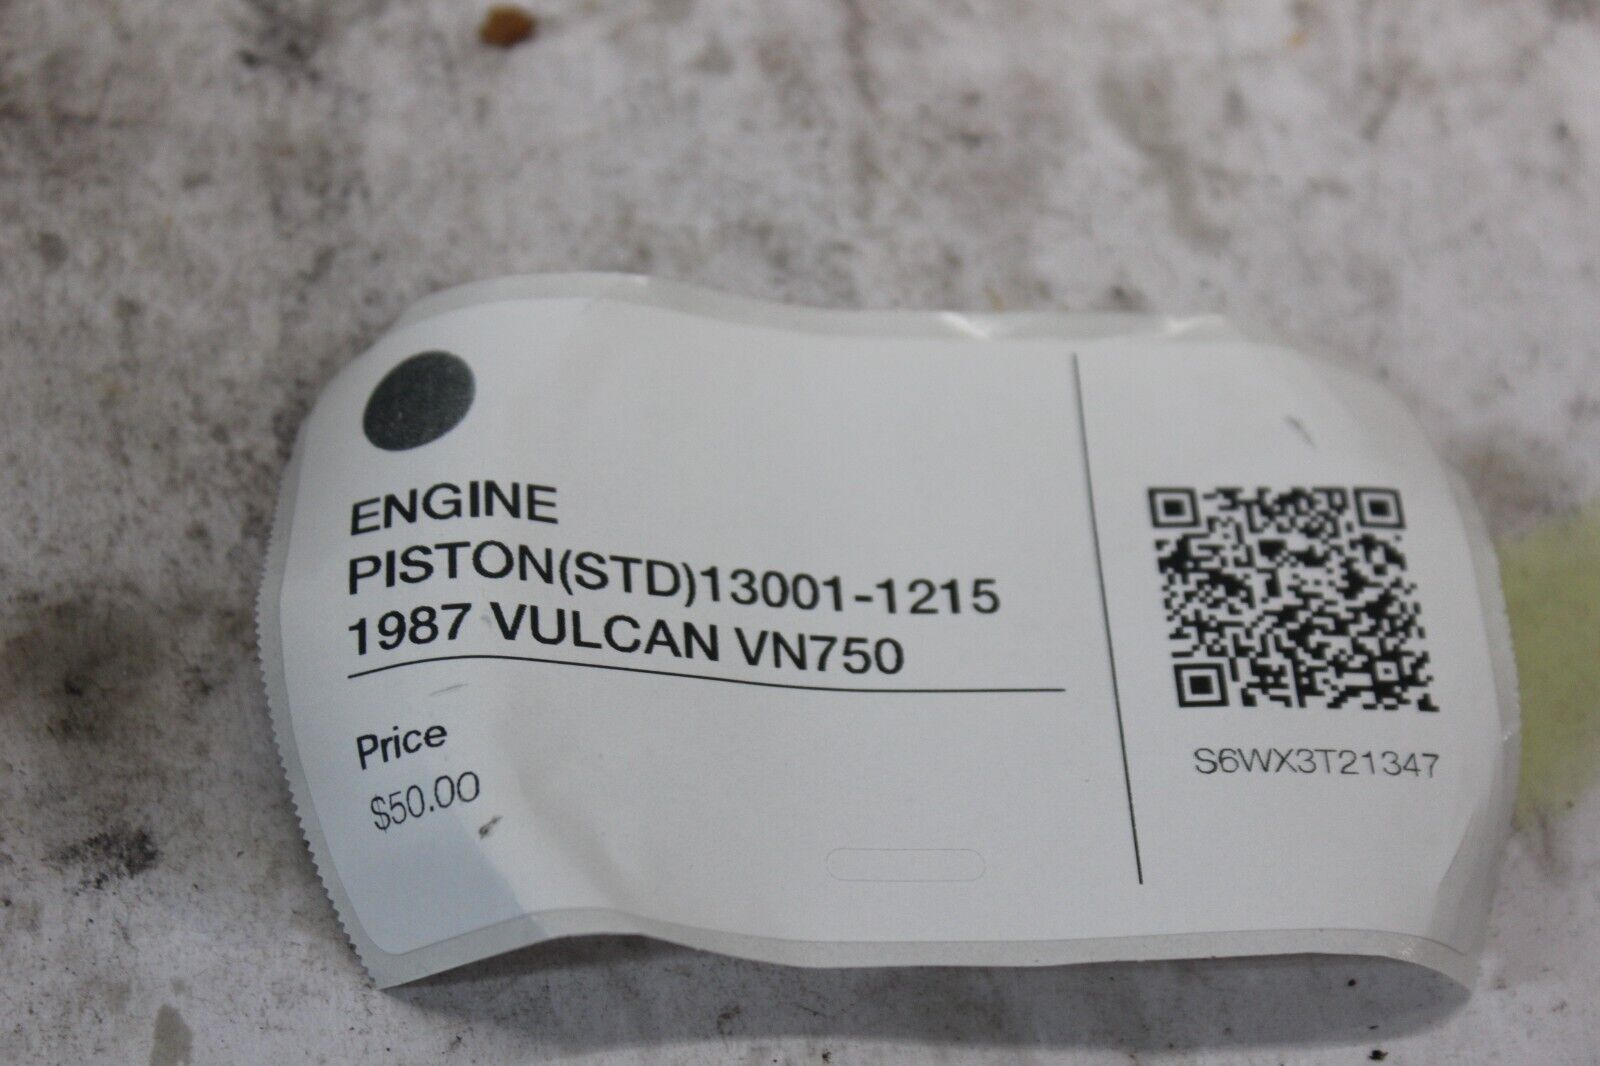 ENGINE
PISTON(STD)13001-1215
1987 VULCAN VN750
Price
$50.00
S6WX3T21347